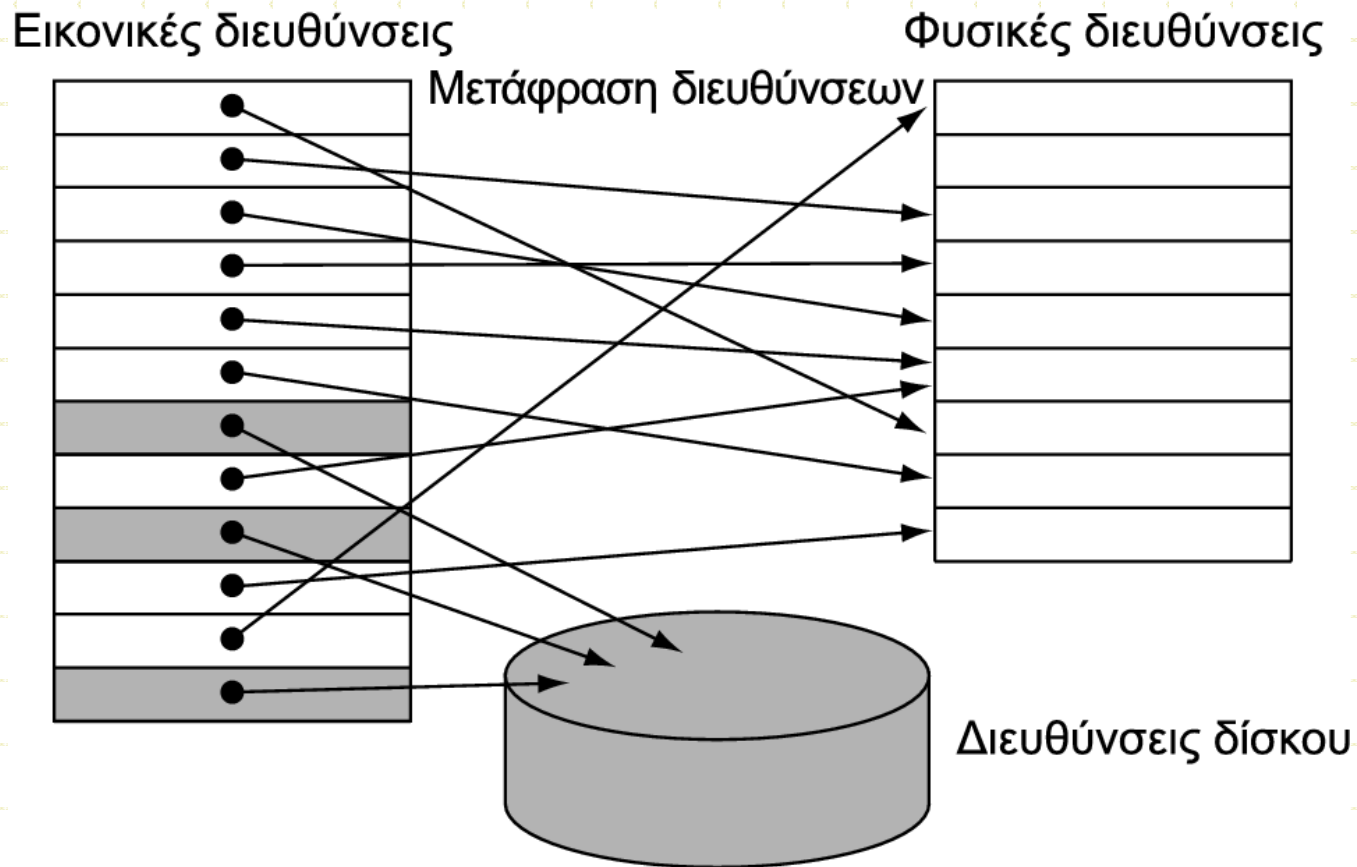 Εικονικές διευθύνσεις
Φυσικές διευθύνσεις
Μετάφραση διευθύνσεων
Διευθύνσεις δίσκου